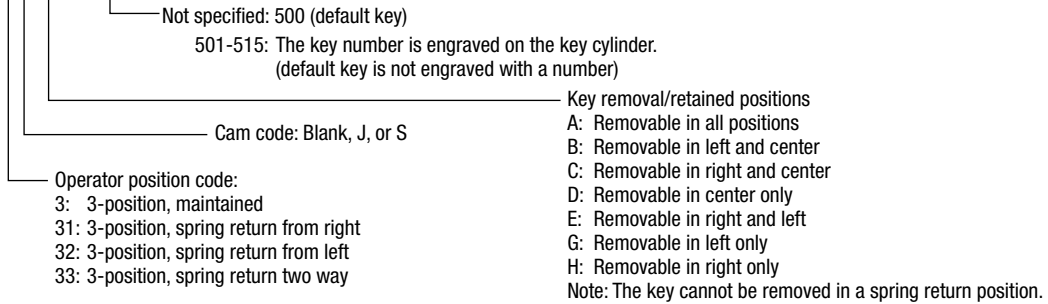 Not specified: 500 (default key)
501-515: The key number is engraved on the key cylinder.
(default key is not engraved with a number)
Key removal/retained positions
A: Removable in all positions
B: Removable in left and center
C: Removable in right and center
D: Removable in center only
E: Removable in right and left
G: Removable in left only
H: Removable in right only
Note: The key cannot be removed in a spring return position.
Cam code: Blank, J, or S
Operator position code:
3: 3-position, maintained
31: 3-position, spring return from right
32: 3-position, spring return from left
33: 3-position, spring return two way